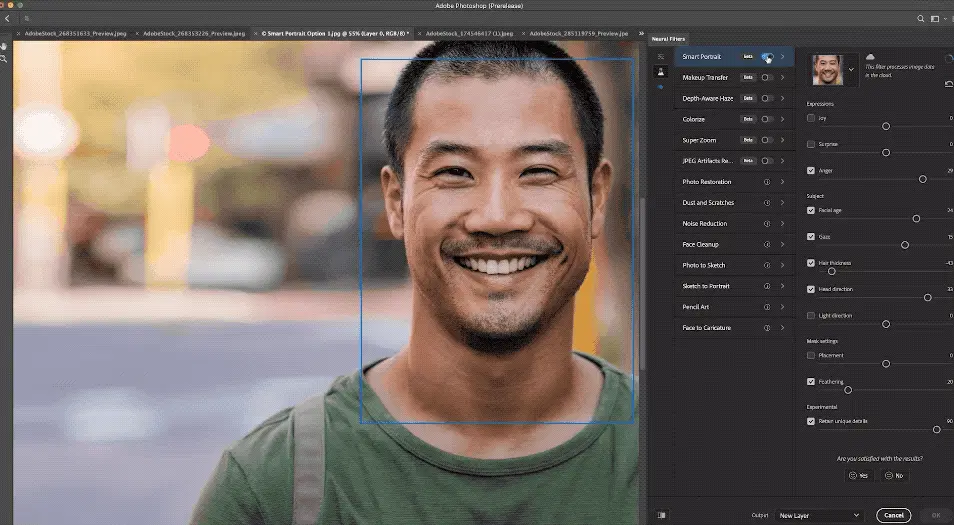 Adobe Photoshop (Prerelease)
AdobeStock_268351633_Preview.jpeg
AdobeStock_268353226_Preview.jpeg
© Smart Portrait Option 1.jpg @ 55% (Layer 0, RGB/8) *
AdobeStock_174546417 (1).jpeg
AdobeStock_285119759_Preview.jpe
Neural Filters
Smart Portrait Beta
Makeup Transfer Beta
Depth-Aware Haze Beta
Colorize Beta
Super Zoom Beta
JPEG Artifacts Re... Beta
Photo Restoration
Dust and Scratches
Noise Reduction
Face Cleanup
Photo to Sketch
Sketch to Portrait
Pencil Art
Face to Caricature
This filter processes image data
in the cloud.
Expressions
Joy 0
Surprise 0
Anger 29
Subject
Facial age 24
Gaze 15
Hair thickness -43
Head direction 33
Light direction 0
Mask settings
Placement 0
Feathering 20
Experimental
Retain unique details 90
Are you satisfied with the results?
Yes No
Output New Layer Cancel OK